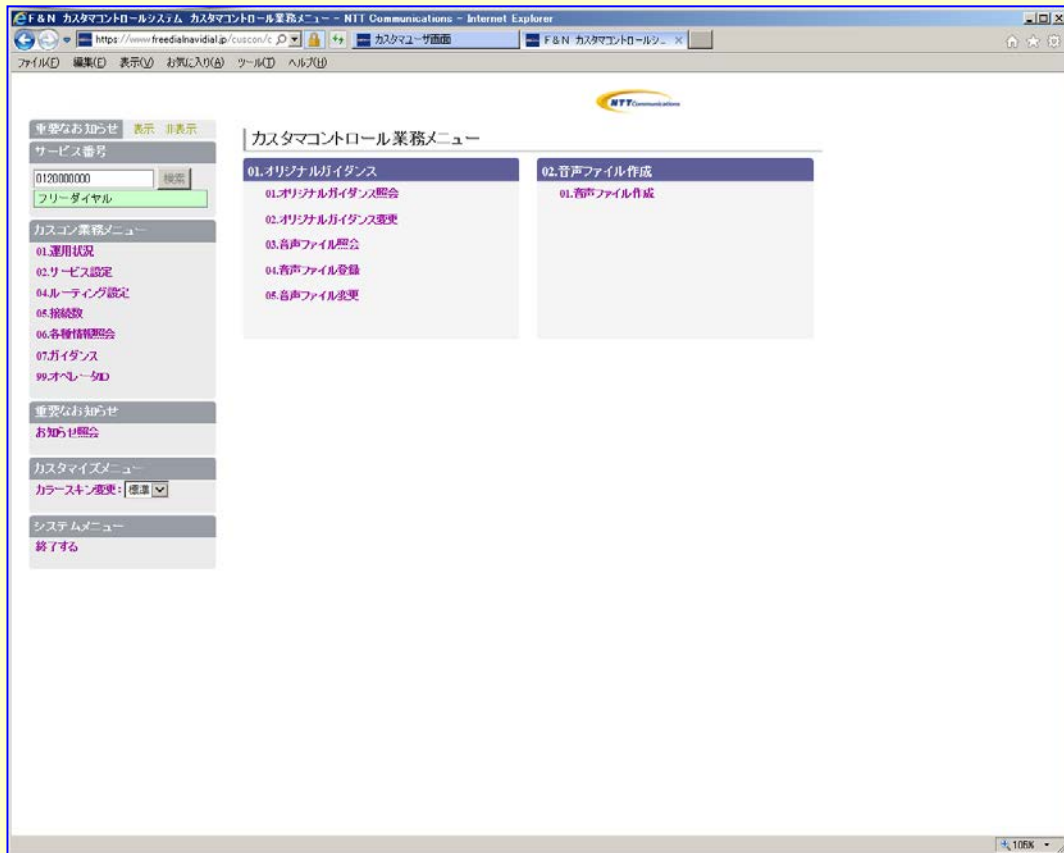 F&N カスタマコントロールシステム カスタマコントロール業務メニュー - NTT Communications - Internet Explorer
https://www.freedialnavidial.jp/cuscon/c
カスタマユーザ画面
F&N カスタマコントロールシ...
ファイル(F) 編集(E) 表示(V) お気に入り(A) ツール(T) ヘルプ(H)
NTT Communications
重要なお知らせ 表示 非表示
サービス番号
0120000000 検索
フリーダイヤル
カスコン業務メニュー
01.運用状況
02.サービス設定
04.ルーティング設定
05.接続数
06.各種情報照会
07.ガイダンス
99.オペレータID
重要なお知らせ
お知らせ照会
カスタマイズメニュー
カラースキン変更: 標準
システムメニュー
終了する
カスタマコントロール業務メニュー
01.オリジナルガイダンス
01.オリジナルガイダンス照会
02.オリジナルガイダンス変更
03.音声ファイル照会
04.音声ファイル登録
05.音声ファイル変更
02.音声ファイル作成
01.音声ファイル作成
105%